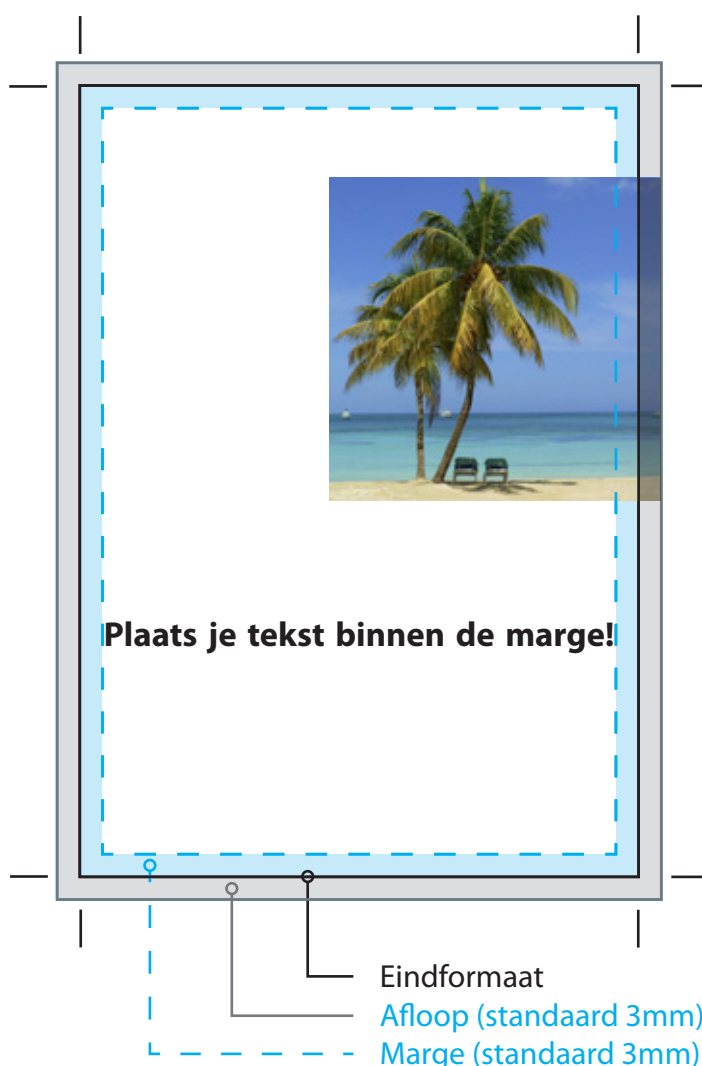 Plaats je tekst binnen de marge!
Eindformaat
Afloop (standaard 3mm)
Marge (standaard 3mm)